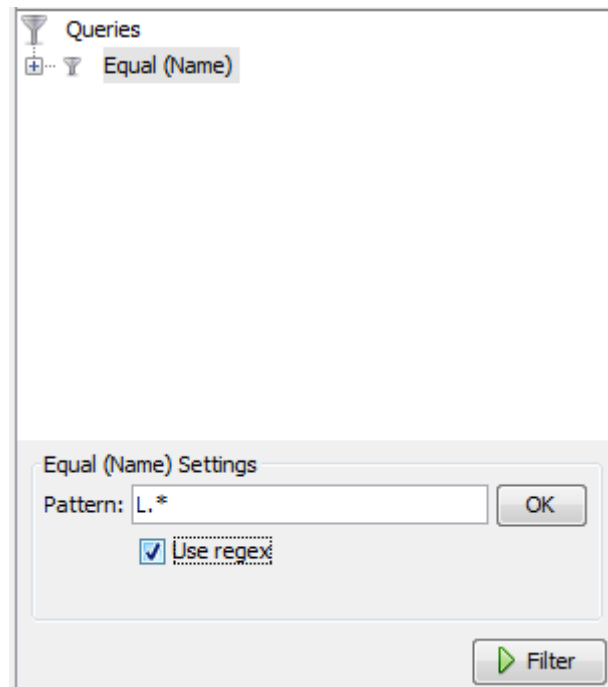 Queries
Equal (Name)
Equal (Name) Settings
Pattern: L.* OK
Use regex
Filter